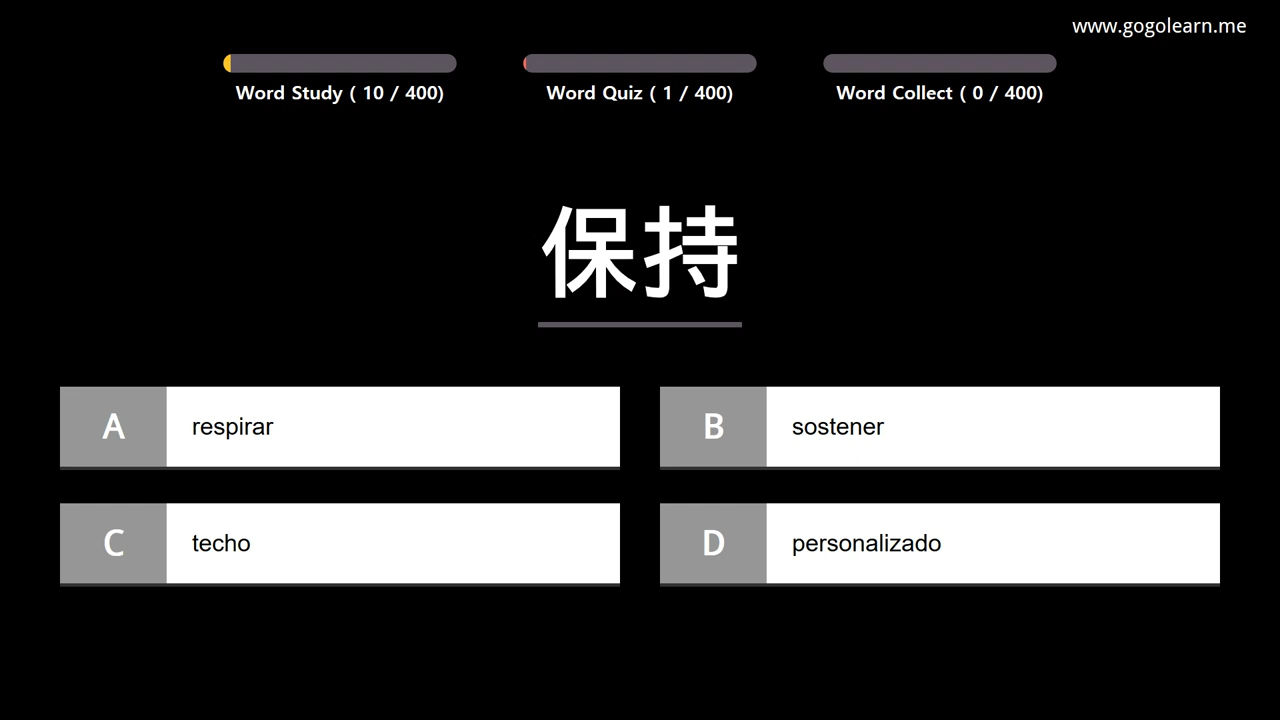 www.gogolearn.me
Word Study ( 10 / 400)
Word Quiz ( 1 / 400)
Word Collect ( 0 / 400)
保持
A respirar
B sostener
C techo
D personalizado